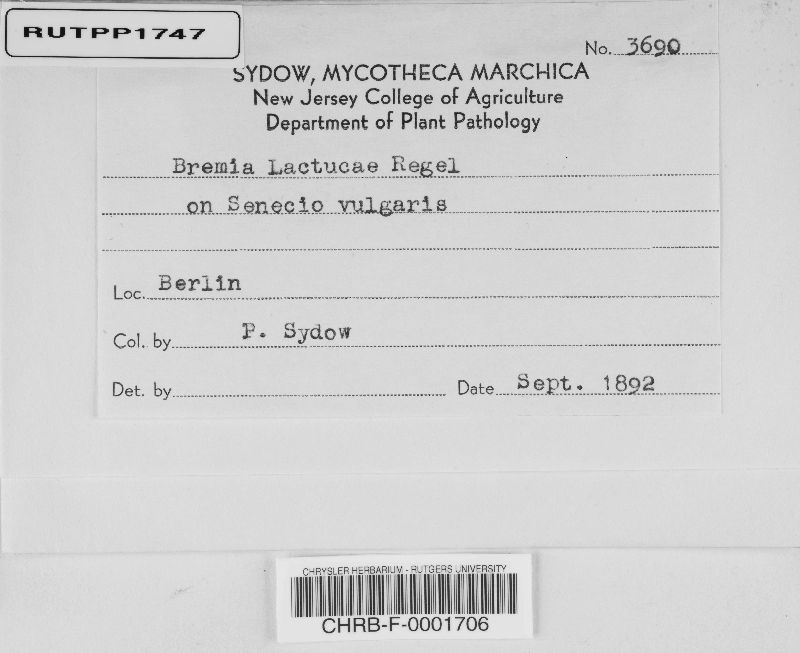 RUTPP1747
No. 3690
SYDOW, MYCOTHECA MARCHICA
New Jersey College of Agriculture
Department of Plant Pathology
Bremia Lactucae Regel
on Senecio vulgaris
Loc. Berlin
Col. by P. Sydow
Det. by Date Sept. 1892
CHRYSLER HERBARIUM - RUTGERS UNIVERSITY
CHRB-F-0001706